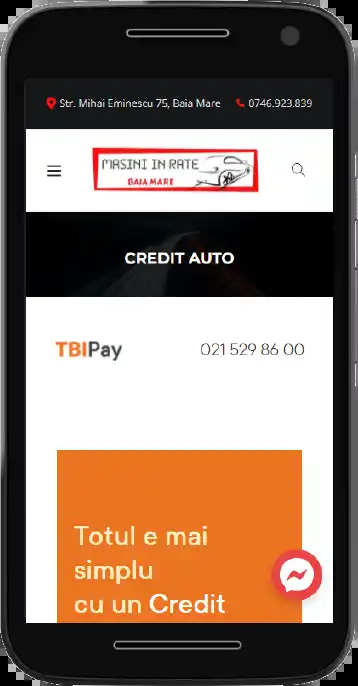 Str. Mihai Eminescu 75, Baia Mare 0746.923.839
MASINI IN RATE
BAIA MARE
CREDIT AUTO
TBIPay 021 529 86 00
Totul e mai
simplu
cu un Credit